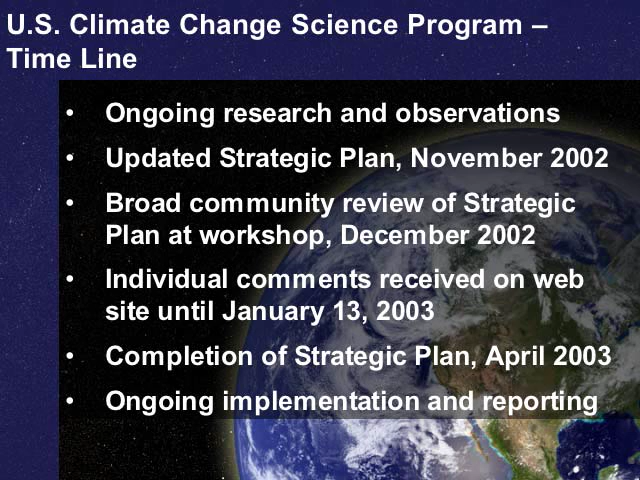 U.S. Climate Change Science Program –
Time Line
• Ongoing research and observations
• Updated Strategic Plan, November 2002
• Broad community review of Strategic
Plan at workshop, December 2002
• Individual comments received on web
site until January 13, 2003
• Completion of Strategic Plan, April 2003
• Ongoing implementation and reporting